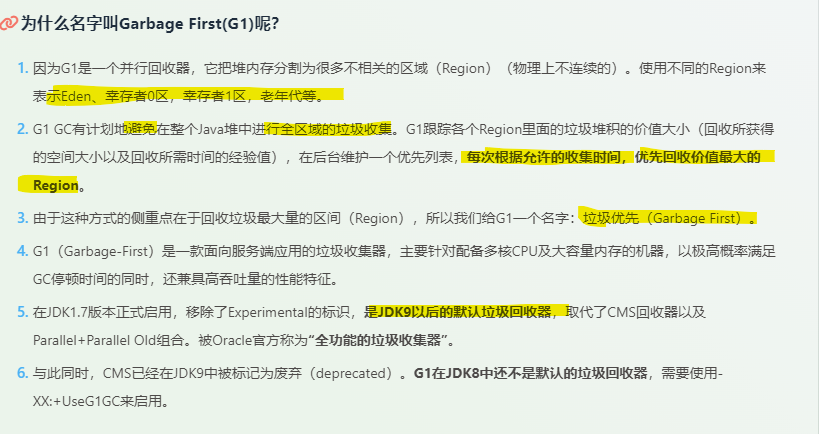 为什么名字叫Garbage First(G1)呢？
1. 因为G1是一个并行回收器，它把堆内存分割为很多不相关的区域（Region）（物理上不连续的）。使用不同的Region来
表示Eden、幸存者0区，幸存者1区，老年代等。
2. G1 GC有计划地避免在整个Java堆中进行全区域的垃圾收集。G1跟踪各个Region里面的垃圾堆积的价值大小（回收所获得
的空间大小以及回收所需时间的经验值），在后台维护一个优先列表，每次根据允许的收集时间，优先回收价值最大的
Region。
3. 由于这种方式的侧重点在于回收垃圾最大量的区间（Region），所以我们给G1一个名字：垃圾优先（Garbage First）。
4. G1（Garbage-First）是一款面向服务端应用的垃圾收集器，主要针对配备多核CPU及大容量内存的机器，以极高概率满足
GC停顿时间的同时，还兼具高吞吐量的性能特征。
5. 在JDK1.7版本正式启用，移除了Experimental的标识，是JDK9以后的默认垃圾回收器，取代了CMS回收器以及
Parallel+Parallel Old组合。被Oracle官方称为“全功能的垃圾收集器”。
6. 与此同时，CMS已经在JDK9中被标记为废弃（deprecated）。G1在JDK8中还不是默认的垃圾回收器，需要使用-
XX:+UseG1GC来启用。